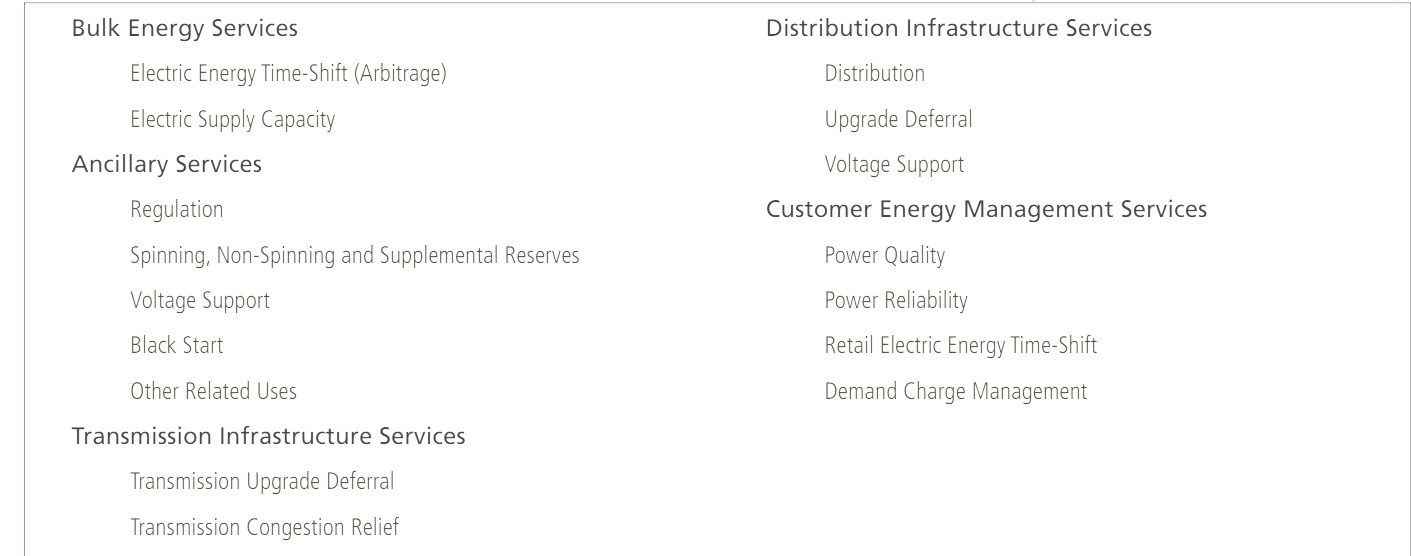 Bulk Energy Services
Electric Energy Time-Shift (Arbitrage)
Electric Supply Capacity
Ancillary Services
Regulation
Spinning, Non-Spinning and Supplemental Reserves
Voltage Support
Black Start
Other Related Uses
Transmission Infrastructure Services
Transmission Upgrade Deferral
Transmission Congestion Relief
Distribution Infrastructure Services
Distribution
Upgrade Deferral
Voltage Support
Customer Energy Management Services
Power Quality
Power Reliability
Retail Electric Energy Time-Shift
Demand Charge Management